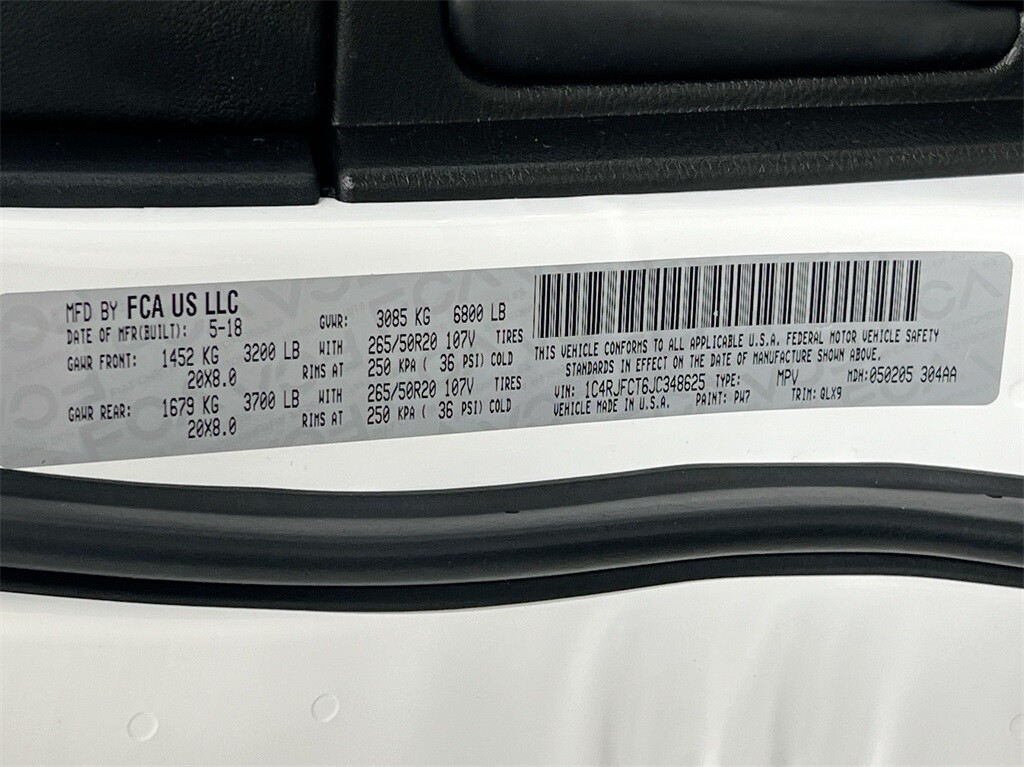 MFD BY FCA US LLC
DATE OF MFR(BUILT): 5-18 GVWR: 3085 KG 6800 LB
GAWR FRONT: 1452 KG 3200 LB WITH 265/50R20 107V TIRES
20X8.0 RIMS AT 250 KPA ( 36 PSI) COLD
GAWR REAR: 1679 KG 3700 LB WITH 265/50R20 107V TIRES
20X8.0 RIMS AT 250 KPA ( 36 PSI) COLD
THIS VEHICLE CONFORMS TO ALL APPLICABLE U.S.A. FEDERAL MOTOR VEHICLE SAFETY
STANDARDS IN EFFECT ON THE DATE OF MANUFACTURE SHOWN ABOVE.
VIN: 1C4RJFCT6JC348625 TYPE: MPV MDH:050205 304AA
VEHICLE MADE IN U.S.A. PAINT: PW7 TRIM: QLX9